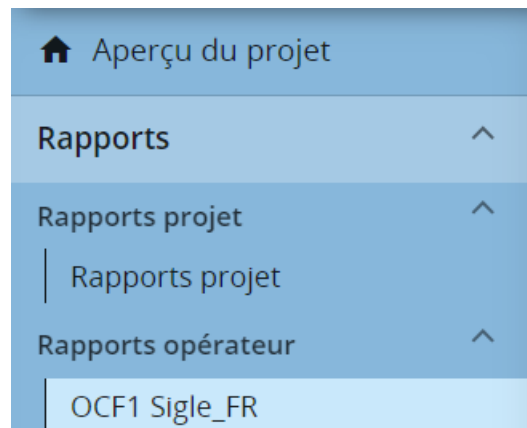 Aperçu du projet
Rapports
Rapports projet
Rapports projet
Rapports opérateur
OCF1 Sigle_FR